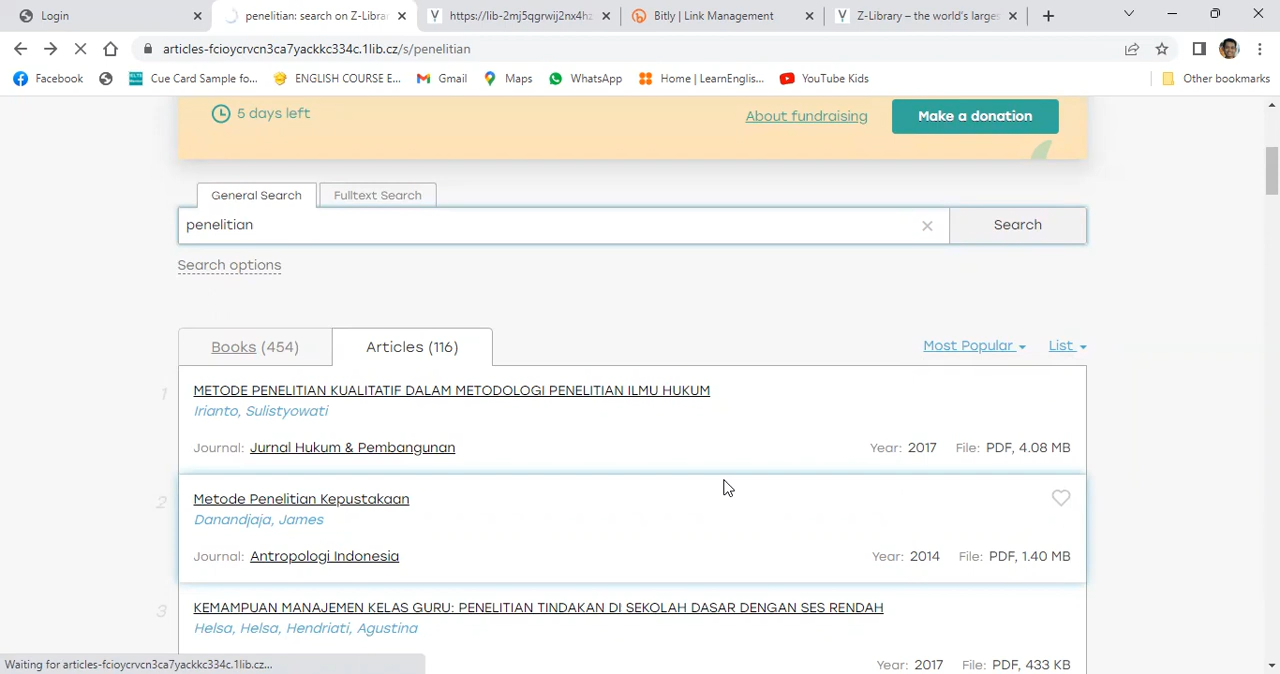 Login
penelitian: search on Z-Librar
https://lib-2mj5qgrwij2nx4hz
Bitly | Link Management
Z-Library – the world's larges
articles-fcioycrvcn3ca7yackkc334c.1lib.cz/s/penelitian
Facebook
Cue Card Sample fo...
ENGLISH COURSE E...
Gmail
Maps
WhatsApp
Home | LearnEnglis...
YouTube Kids
Other bookmarks
5 days left
About fundraising
Make a donation
General Search
Fulltext Search
penelitian
Search
Search options
Books (454)
Articles (116)
Most Popular
List
1
METODE PENELITIAN KUALITATIF DALAM METODOLOGI PENELITIAN ILMU HUKUM
Irianto, Sulistyowati
Journal: Jurnal Hukum & Pembangunan
Year: 2017 File: PDF, 4.08 MB
2
Metode Penelitian Kepustakaan
Danandjaja, James
Journal: Antropologi Indonesia
Year: 2014 File: PDF, 1.40 MB
3
KEMAMPUAN MANAJEMEN KELAS GURU: PENELITIAN TINDAKAN DI SEKOLAH DASAR DENGAN SES RENDAH
Helsa, Helsa, Hendriati, Agustina
Year: 2017 File: PDF, 433 KB
Waiting for articles-fcioycrvcn3ca7yackkc334c.1lib.cz...